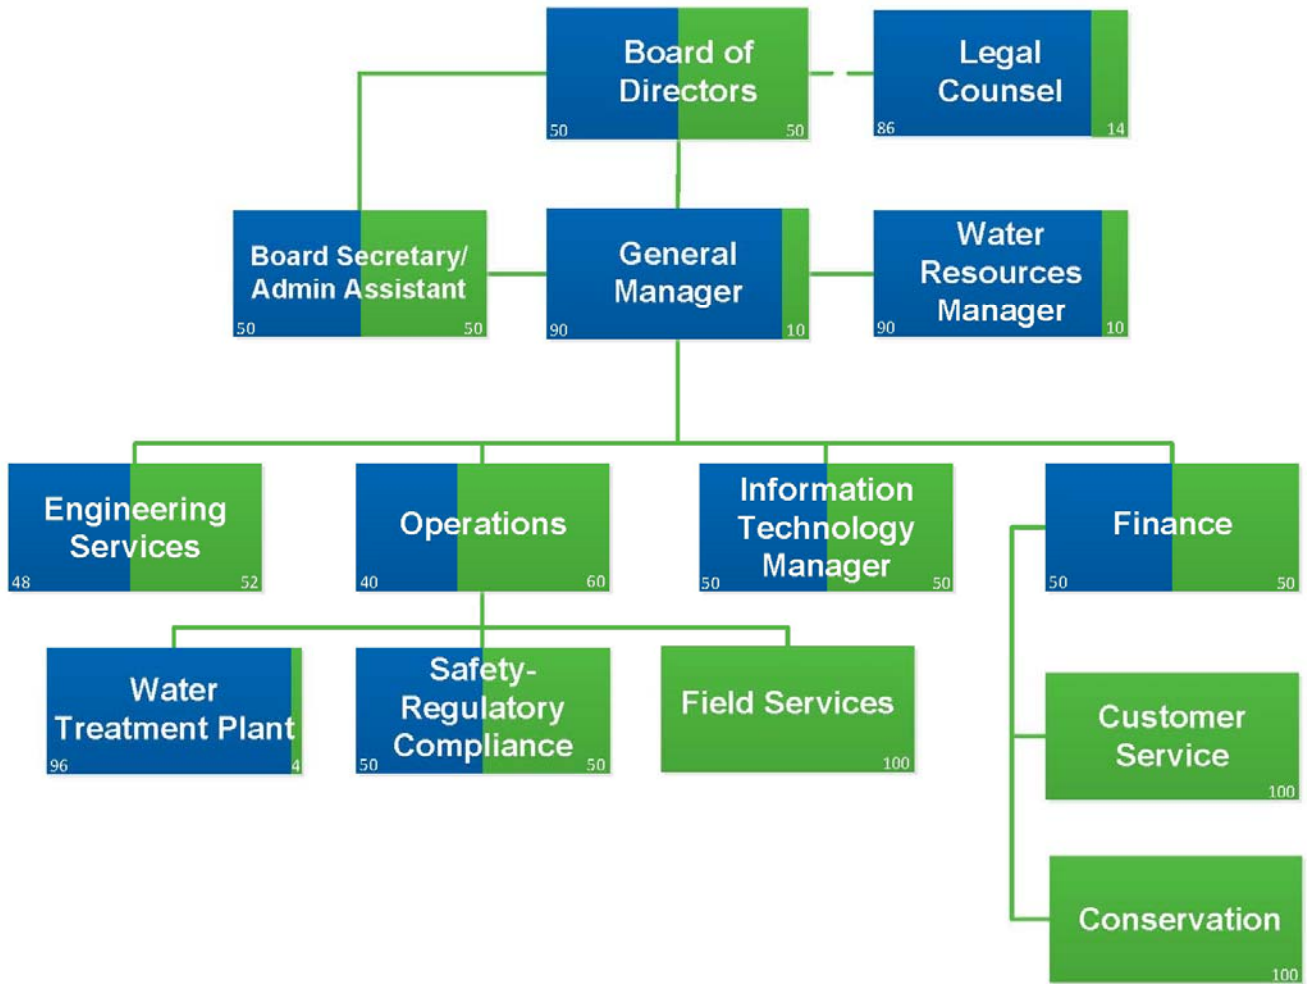 Board of
Directors
50
50
Legal
Counsel
86
14
Board Secretary/
Admin Assistant
50
50
General
Manager
90
10
Water
Resources
Manager
90
10
Engineering
Services
48
52
Operations
40
60
Information
Technology
Manager
50
50
Finance
50
50
Water
Treatment Plant
96
4
Safety-
Regulatory
Compliance
50
50
Field Services
100
Customer
Service
100
Conservation
100